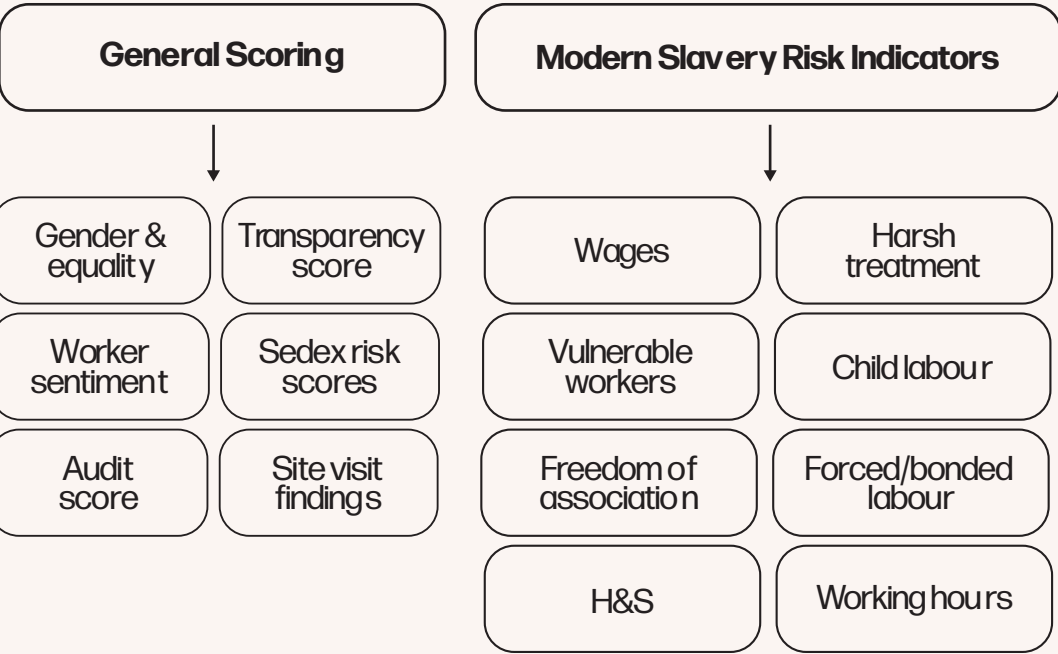 General Scoring
Modern Slavery Risk Indicators
Gender &
equality
Transparency
score
Worker
sentiment
Sedex risk
scores
Audit
score
Site visit
findings
Wages
Harsh
treatment
Vulnerable
workers
Child labour
Freedom of
association
Forced/bonded
labour
H&S
Working hours